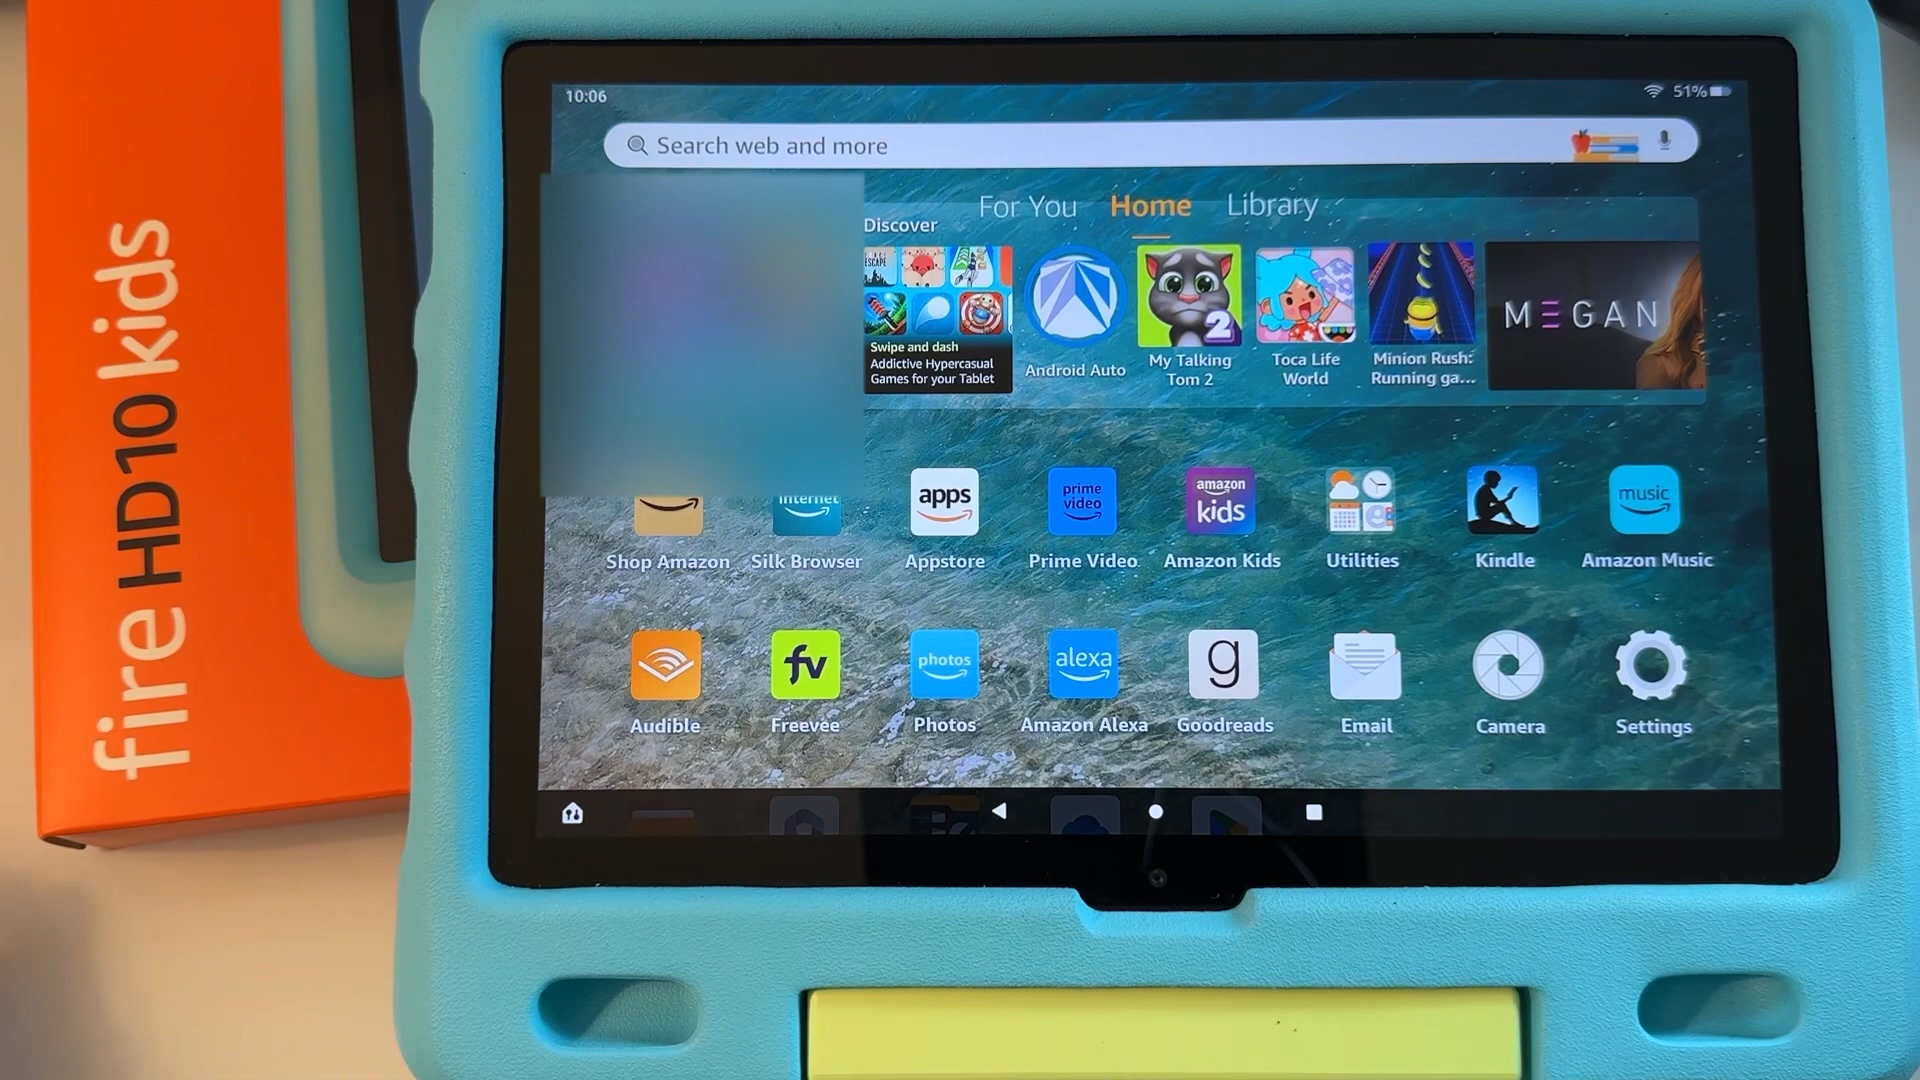 fire HD10 kids
10:06
51%
Search web and more
For You Home Library
Discover
ESCAPE
Swipe and dash
Addictive Hypercasual
Games for your Tablet
Android Auto
My Talking
Tom 2
2
Toca Life
World
Minion Rush:
Running ga...
MEGAN
internet
apps
prime
video
amazon
kids
music
Shop Amazon
Silk Browser
Appstore
Prime Video
Amazon Kids
Utilities
Kindle
Amazon Music
fv
photos
alexa
g
Audible
Freevee
Photos
Amazon Alexa
Goodreads
Email
Camera
Settings